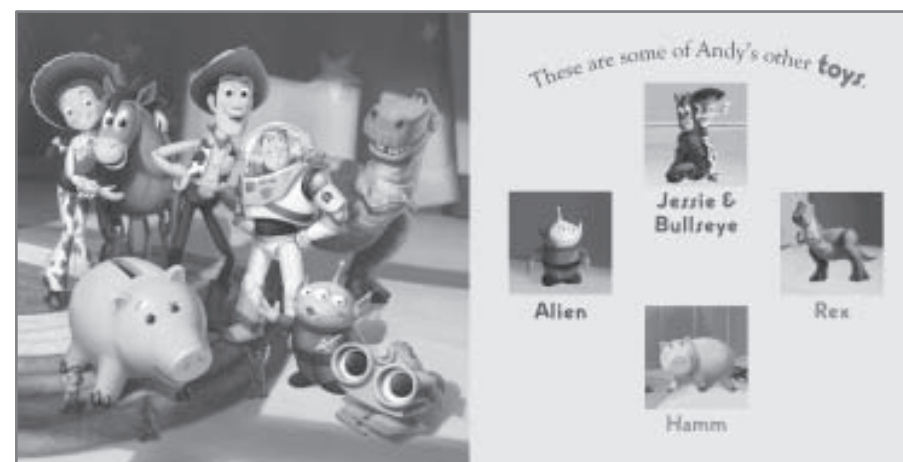 These are some of Andy's other toys.
Jessie &
Bullseye
Alien
Rex
Hamm